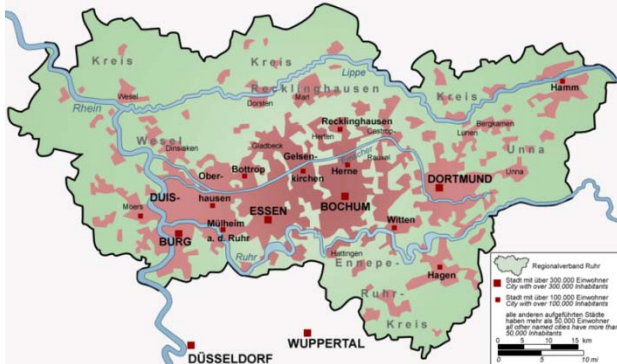 Kreis
Recklinghausen
Kreis
Wesel
Kreis
Unna
Ennepe-
Ruhr-
Kreis
Rhein
Lippe
Emscher
Ruhr
Wesel
Dorsten
Marl
Hamm
Recklinghausen
Bergkamen
Lünen
Dinslaken
Gladbeck
Herten
Castrop-
Rauxel
Ober-
hausen
Bottrop
Gelsen-
kirchen
Herne
Unna
DUIS-
BURG
Moers
Mülheim
a. d. Ruhr
ESSEN
BOCHUM
DORTMUND
Witten
Hattingen
Hagen
WUPPERTAL
DÜSSELDORF
Regionalverband Ruhr
Stadt mit über 300.000 Einwohner
City with over 300,000 Inhabitants
Stadt mit über 100.000 Einwohner
City with over 100,000 Inhabitants
alle anderen aufgeführten Städte
haben mehr als 50.000 Einwohner
all other named cities have more than
50,000 Inhabitants
0 5 10 15 km
0 5 10 mi